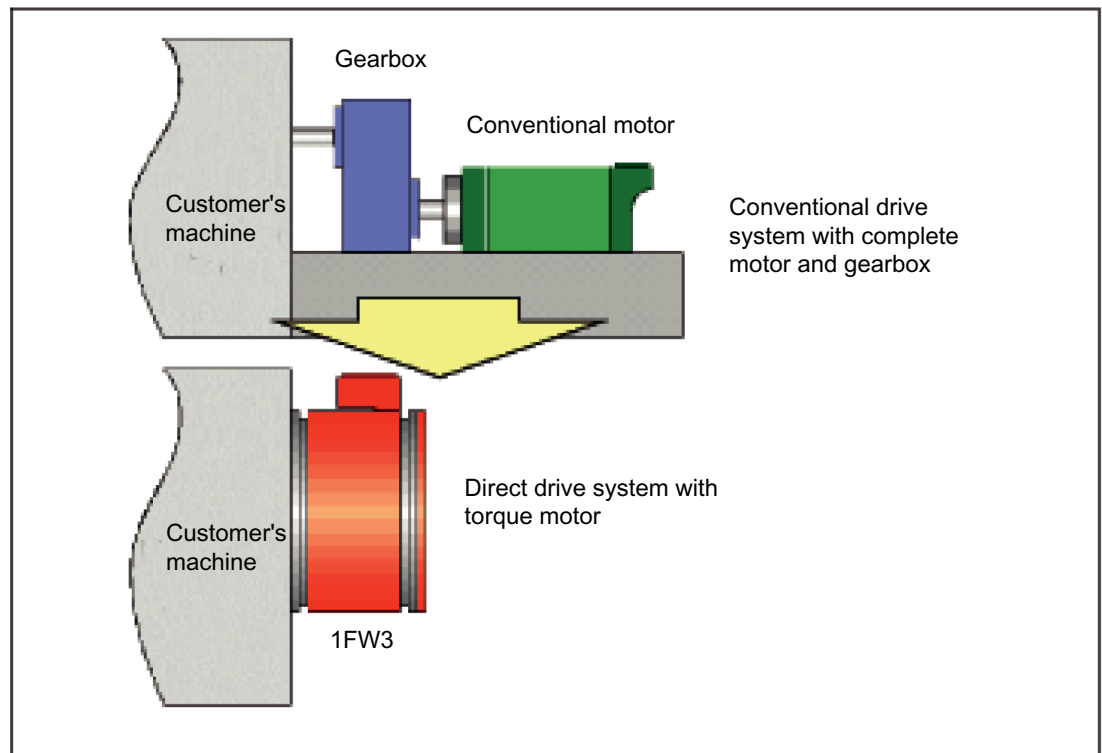 Gearbox
Conventional motor
Customer's
machine
Conventional drive
system with complete
motor and gearbox
Direct drive system with
torque motor
Customer's
machine
1FW3